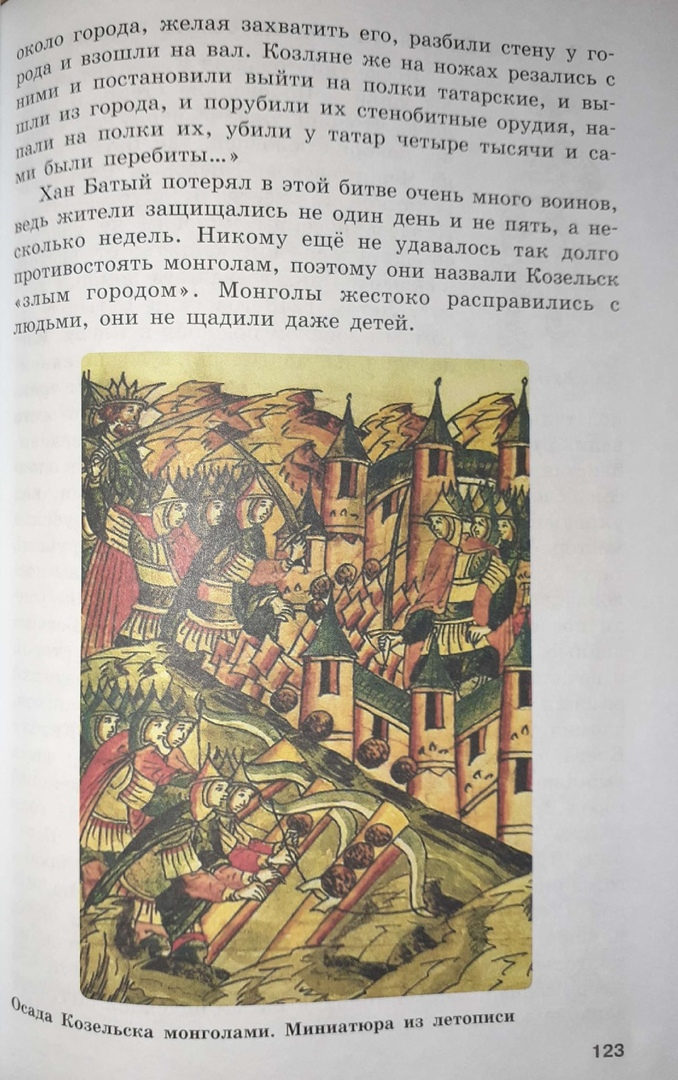 около города, желая захватить его, разбили стену у го-
рода и взошли на вал. Козляне же на ножах резались с
ними и постановили выйти на полки татарские, и вы-
шли из города, и порубили их стенобитные орудия, на-
пали на полки их, убили у татар четыре тысячи и са-
ми были перебиты...»
Хан Батый потерял в этой битве очень много воинов,
ведь жители защищались не один день и не пять, а не-
сколько недель. Никому ещё не удавалось так долго
противостоять монголам, поэтому они назвали Козельск
«злым городом». Монголы жестоко расправились с
людьми, они не щадили даже детей.
Осада Козельска монголами. Миниатюра из летописи
123